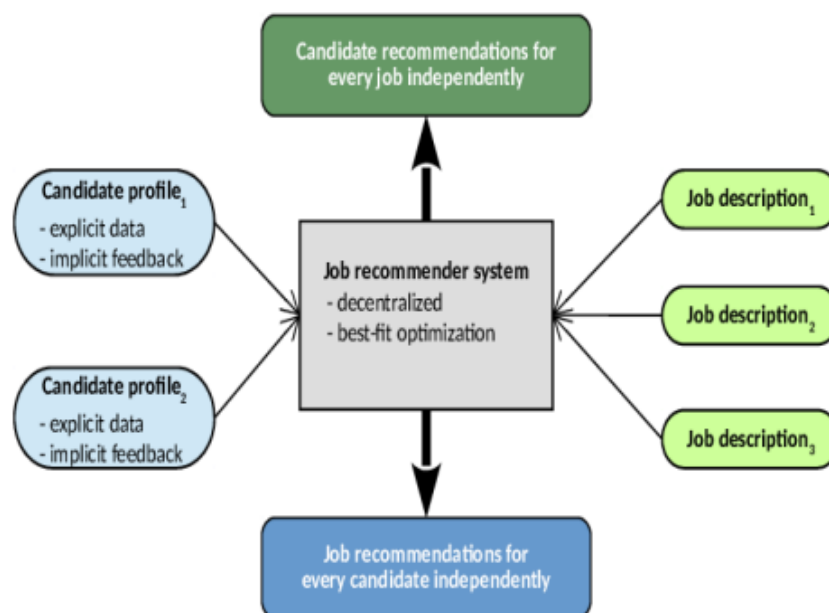 Candidate recommendations for
every job independently
Candidate profile₁
- explicit data
- implicit feedback
Job description₁
Job recommender system
- decentralized
- best-fit optimization
Job description₂
Candidate profile₂
- explicit data
- implicit feedback
Job description₃
Job recommendations for
every candidate independently